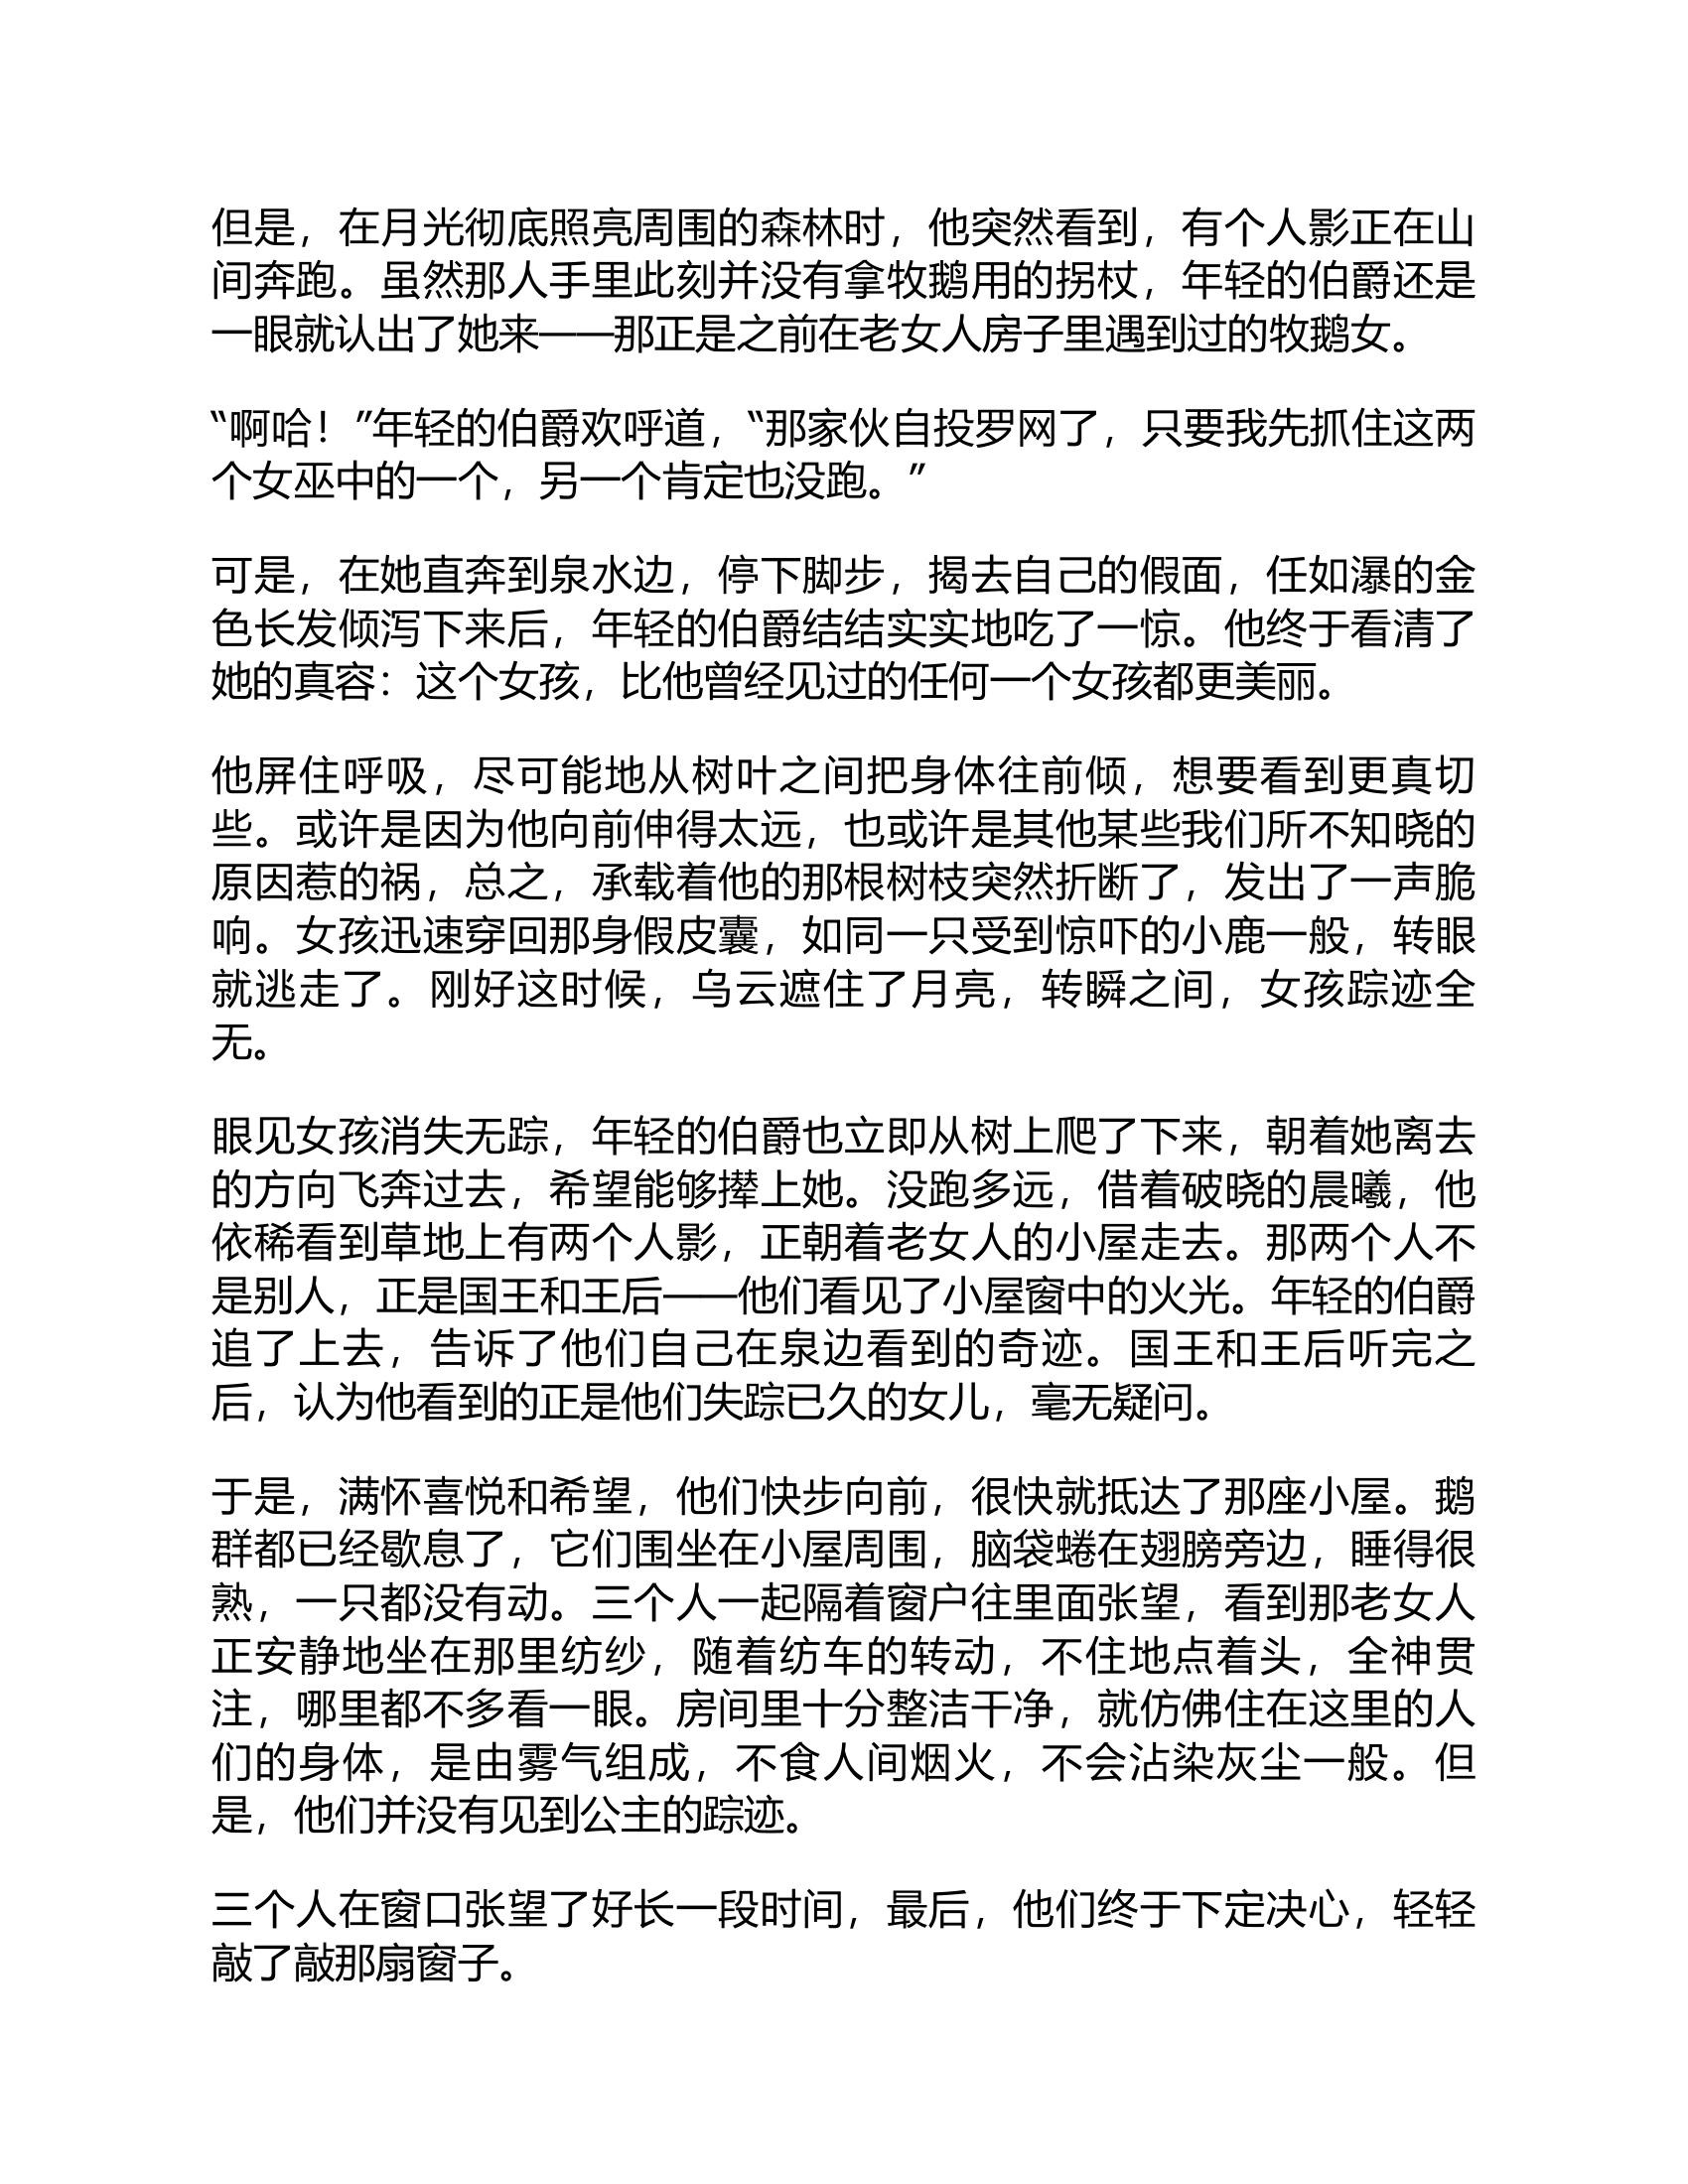 但是，在月光彻底照亮周围的森林时，他突然看到，有个人影正在山
间奔跑。虽然那人手里此刻并没有拿牧鹅用的拐杖，年轻的伯爵还是
一眼就认出了她来——那正是之前在老女人房子里遇到过的牧鹅女。
“啊哈！”年轻的伯爵欢呼道，“那家伙自投罗网了，只要我先抓住这两
个女巫中的一个，另一个肯定也没跑。”
可是，在她直奔到泉水边，停下脚步，揭去自己的假面，任如瀑的金
色长发倾泻下来后，年轻的伯爵结结实实地吃了一惊。他终于看清了
她的真容：这个女孩，比他曾经见过的任何一个女孩都更美丽。
他屏住呼吸，尽可能地从树叶之间把身体往前倾，想要看到更真切
些。或许是因为他向前伸得太远，也或许是其他某些我们所不知晓的
原因惹的祸，总之，承载着他的那根树枝突然折断了，发出了一声脆
响。女孩迅速穿回那身假皮囊，如同一只受到惊吓的小鹿一般，转眼
就逃走了。刚好这时候，乌云遮住了月亮，转瞬之间，女孩踪迹全
无。
眼见女孩消失无踪，年轻的伯爵也立即从树上爬了下来，朝着她离去
的方向飞奔过去，希望能够撵上她。没跑多远，借着破晓的晨曦，他
依稀看到草地上有两个人影，正朝着老女人的小屋走去。那两个人不
是别人，正是国王和王后——他们看见了小屋窗中的火光。年轻的伯爵
追了上去，告诉了他们自己在泉边看到的奇迹。国王和王后听完之
后，认为他看到的正是他们失踪已久的女儿，毫无疑问。
于是，满怀喜悦和希望，他们快步向前，很快就抵达了那座小屋。鹅
群都已经歇息了，它们围坐在小屋周围，脑袋蜷在翅膀旁边，睡得很
熟，一只都没有动。三个人一起隔着窗户往里面张望，看到那老女人
正安静地坐在那里纺纱，随着纺车的转动，不住地点着头，全神贯
注，哪里都不多看一眼。房间里十分整洁干净，就仿佛住在这里的人
们的身体，是由雾气组成，不食人间烟火，不会沾染灰尘一般。但
是，他们并没有见到公主的踪迹。
三个人在窗口张望了好长一段时间，最后，他们终于下定决心，轻轻
敲了敲那扇窗子。